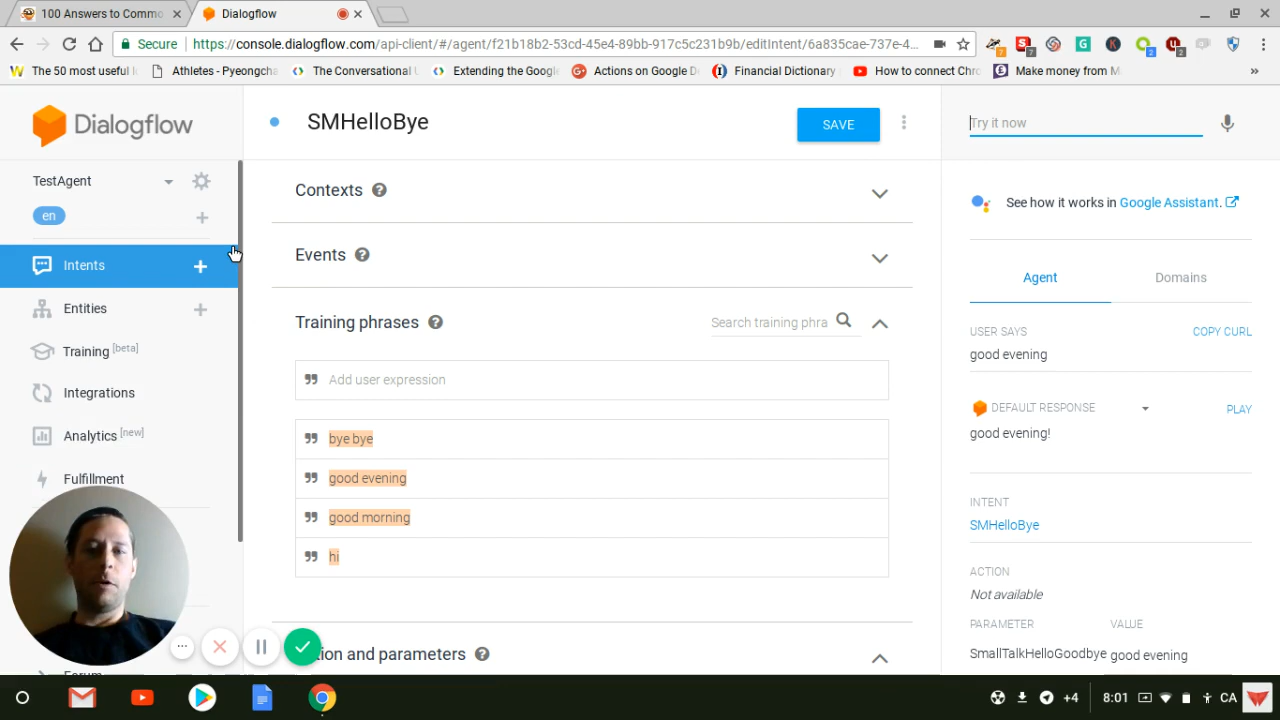 100 Answers to Commo
Dialogflow
Secure
https://console.dialogflow.com/api-client/#/agent/f21b18b2-53cd-45e4-89bb-917c5c231b9b/editIntent/6a835cae-737e-4...
The 50 most useful
Athletes - Pyeongcha
The Conversational
Extending the Googl
Actions on Google D
Financial Dictionary
How to connect Chr
Make money from M
»
Dialogflow
SMHelloBye
SAVE
Try it now
TestAgent
en
Contexts
See how it works in Google Assistant.
Intents
Events
Agent
Domains
Entities
Training phrases
Search training phra
USER SAYS
COPY CURL
good evening
Training [beta]
Add user expression
Integrations
DEFAULT RESPONSE
PLAY
good evening!
Analytics [new]
bye bye
Fulfillment
good evening
INTENT
SMHelloBye
good morning
hi
ACTION
Not available
PARAMETER
VALUE
SmallTalkHelloGoodbye
good evening
tion and parameters
Forum
+4
8:01
CA